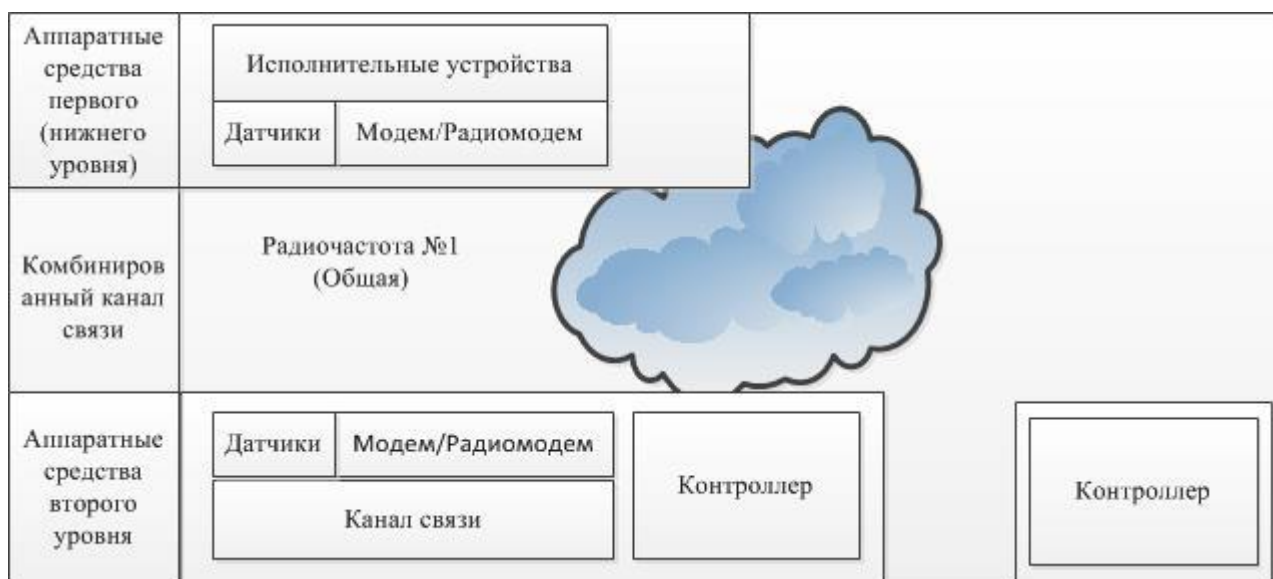 Аппаратные
средства
первого
(нижнего
уровня)
Исполнительные устройства
Датчики
Модем/Радиомодем
Комбиниров
анный канал
связи
Радиочастота №1
(Общая)
Аппаратные
средства
второго
уровня
Датчики
Модем/Радиомодем
Канал связи
Контроллер
Контроллер